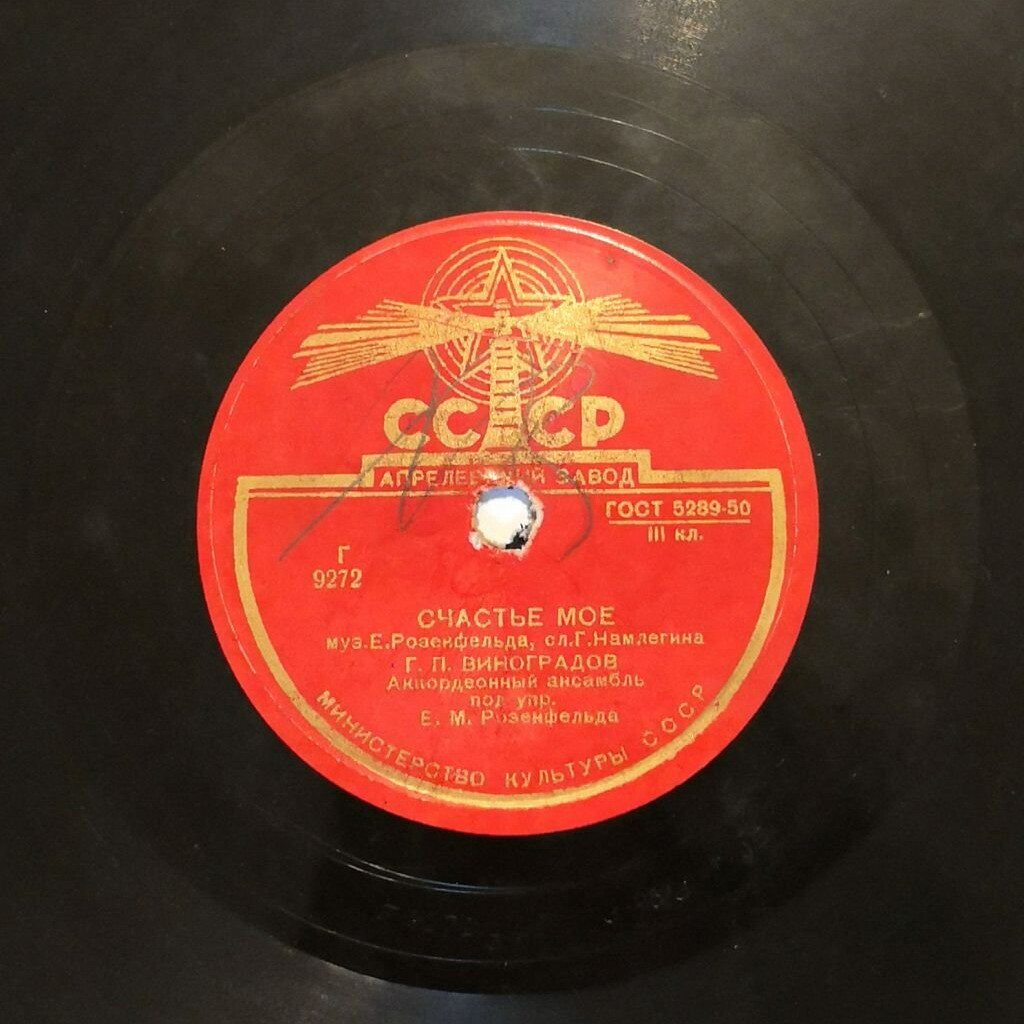 СССР
АПРЕЛЕВСКИЙ ЗАВОД
ГОСТ 5289-50
III кл.
Г
9272
СЧАСТЬЕ МОЕ
муз.Е.Розенфельда, сл.Г.Намлегина
Г. П. ВИНОГРАДОВ
Аккордеонный ансамбль
под упр.
Е. М. Розенфельда
МИНИСТЕРСТВО КУЛЬТУРЫ СССР